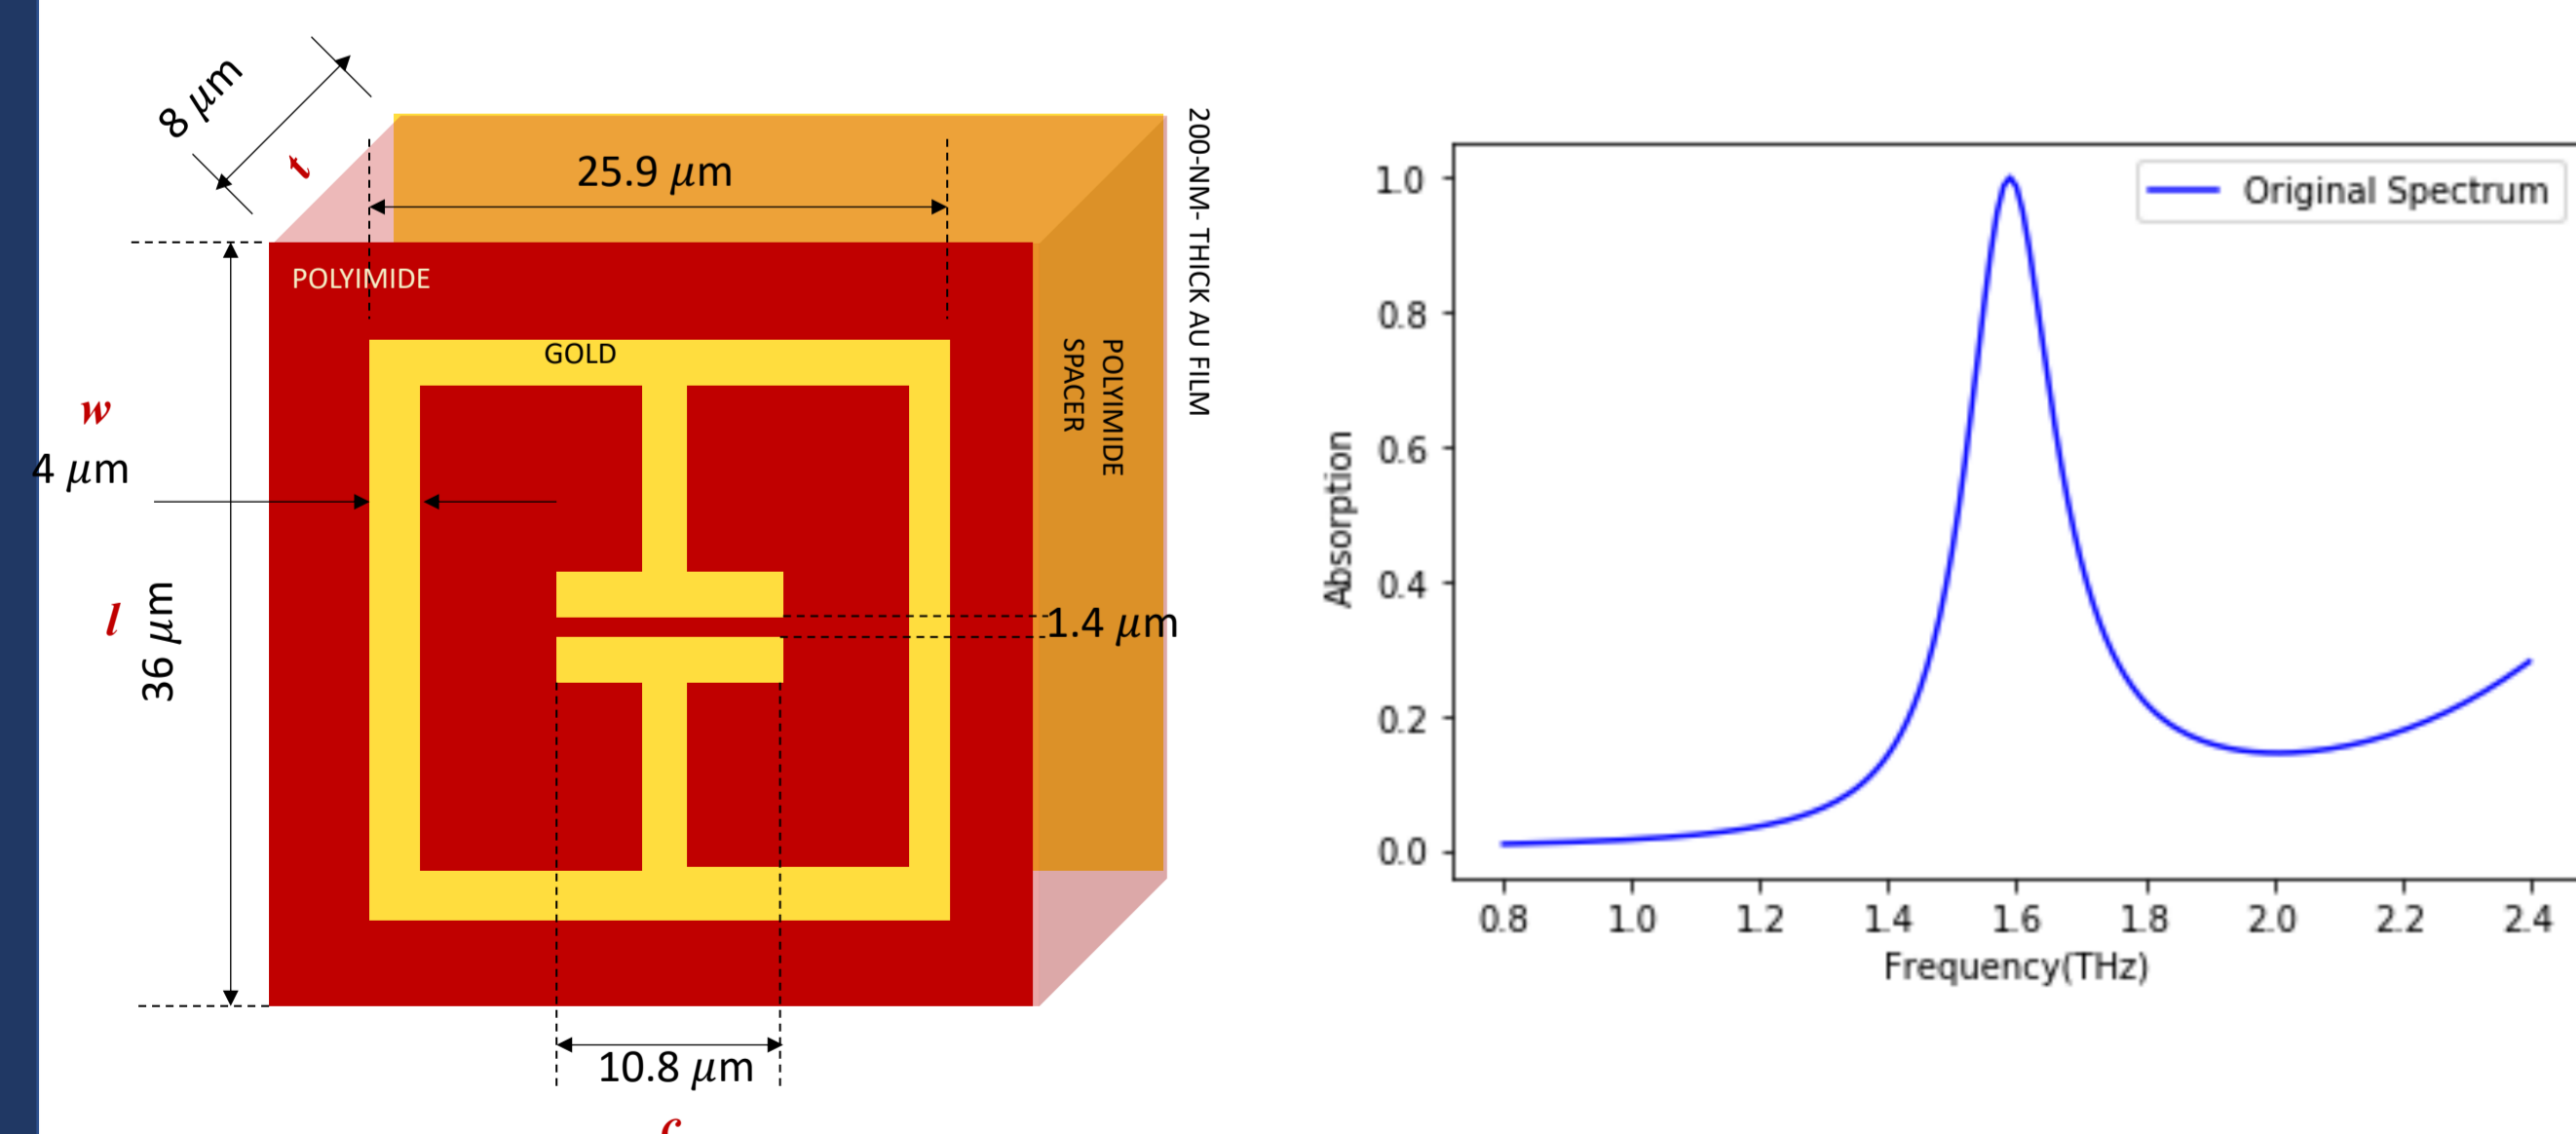 8 μm
t
25.9 μm
200-NM- THICK AU FILM
POLYIMIDE
GOLD
POLYIMIDE
SPACER
w
4 μm
l
36 μm
1.4 μm
10.8 μm
c
Original Spectrum
1.0
0.8
0.6
0.4
0.2
0.0
Absorption
0.8 1.0 1.2 1.4 1.6 1.8 2.0 2.2 2.4
Frequency(THz)